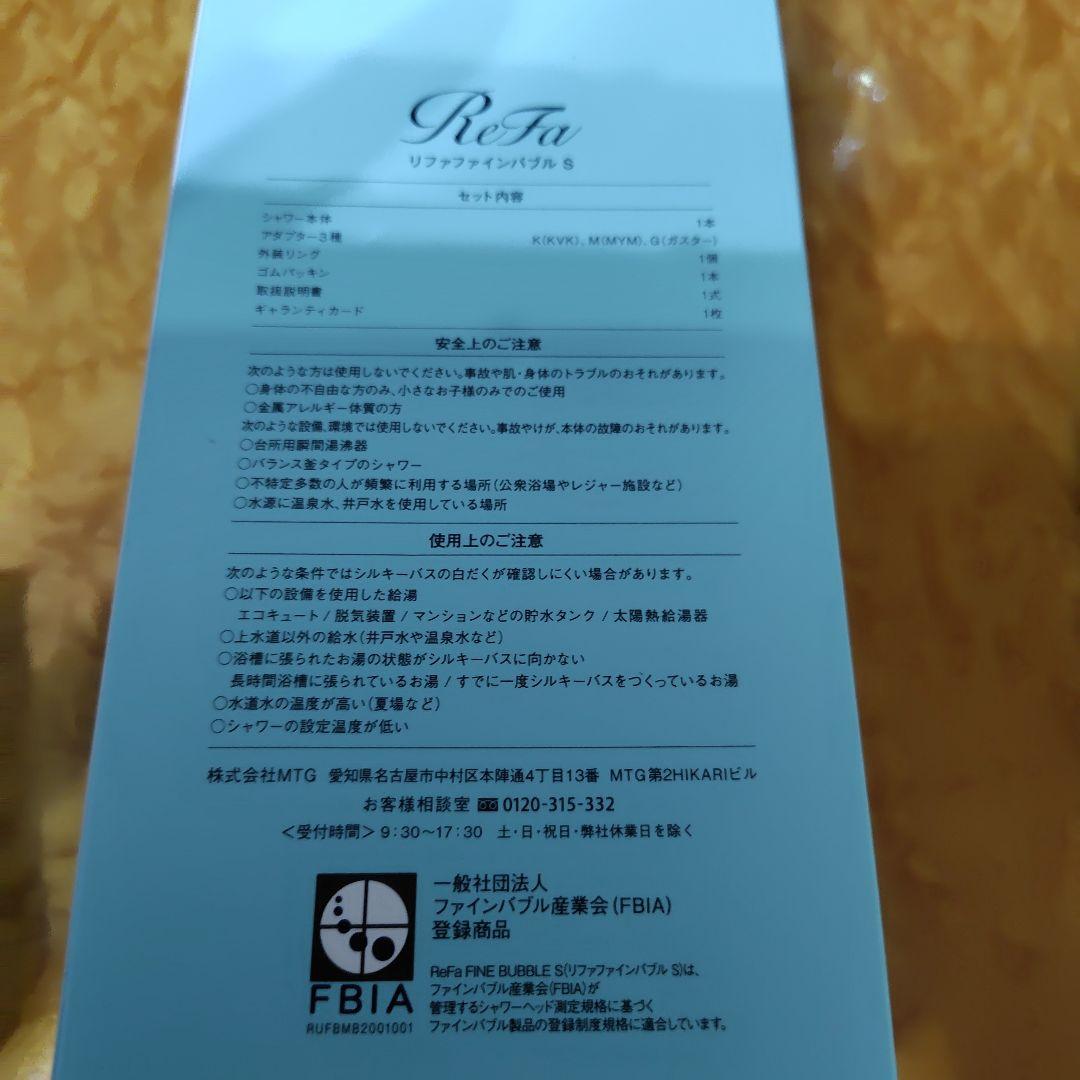 ReFa
リファファインバブル S
セット内容
シャワー本体 1本
アダプター3種 K(KVK)、M(MYM)、G(ガスター)
外装リング 1個
ゴムパッキン 1本
取扱説明書 1式
ギャランティカード 1枚
安全上のご注意
次のような方は使用しないでください。事故や肌・身体のトラブルのおそれがあります。
○身体の不自由な方のみ、小さなお子様のみでのご使用
○金属アレルギー体質の方
次のような設備、環境では使用しないでください。事故やけが、本体の故障のおそれがあります。
○台所用瞬間湯沸器
○バランス釜タイプのシャワー
○不特定多数の人が頻繁に利用する場所(公衆浴場やレジャー施設など)
○水源に温泉水、井戸水を使用している場所
使用上のご注意
次のような条件ではシルキーバスの白だくが確認しにくい場合があります。
○以下の設備を使用した給湯
エコキュート / 脱気装置 / マンションなどの貯水タンク / 太陽熱給湯器
○上水道以外の給水(井戸水や温泉水など)
○浴槽に張られたお湯の状態がシルキーバスに向かない
長時間浴槽に張られているお湯 / すでに一度シルキーバスをつくっているお湯
○水道水の温度が高い(夏場など)
○シャワーの設定温度が低い
株式会社MTG 愛知県名古屋市中村区本陣通4丁目13番 MTG第2HIKARIビル
お客様相談室 0120-315-332
<受付時間> 9:30〜17:30 土・日・祝日・弊社休業日を除く
一般社団法人
ファインバブル産業会(FBIA)
登録商品
FBIA
RUFBMB2001001
ReFa FINE BUBBLE S(リファファインバブル S)は、
ファインバブル産業会(FBIA)が
管理するシャワーヘッド測定規格に基づく
ファインバブル製品の登録制度規格に適合しています。